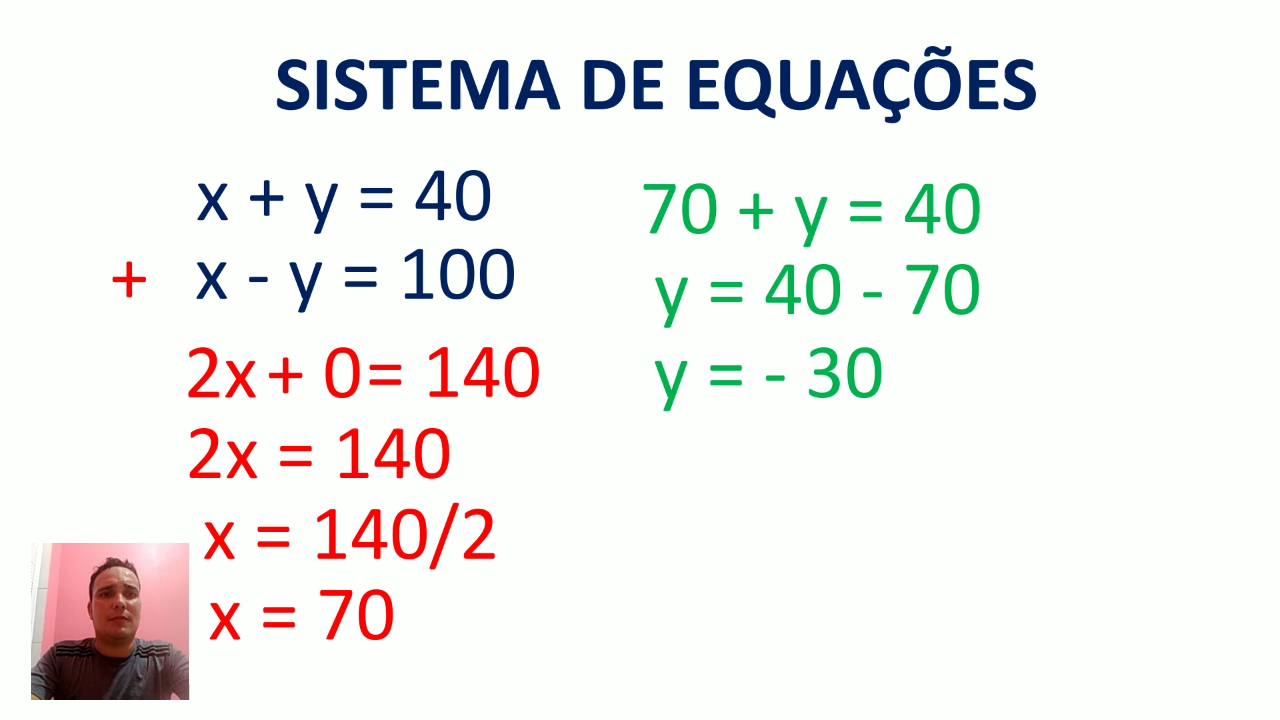 SISTEMA DE EQUAÇÕES
x + y = 40
+ x - y = 100
2x + 0 = 140
2x = 140
x = 140/2
x = 70
70 + y = 40
y = 40 - 70
y = - 30